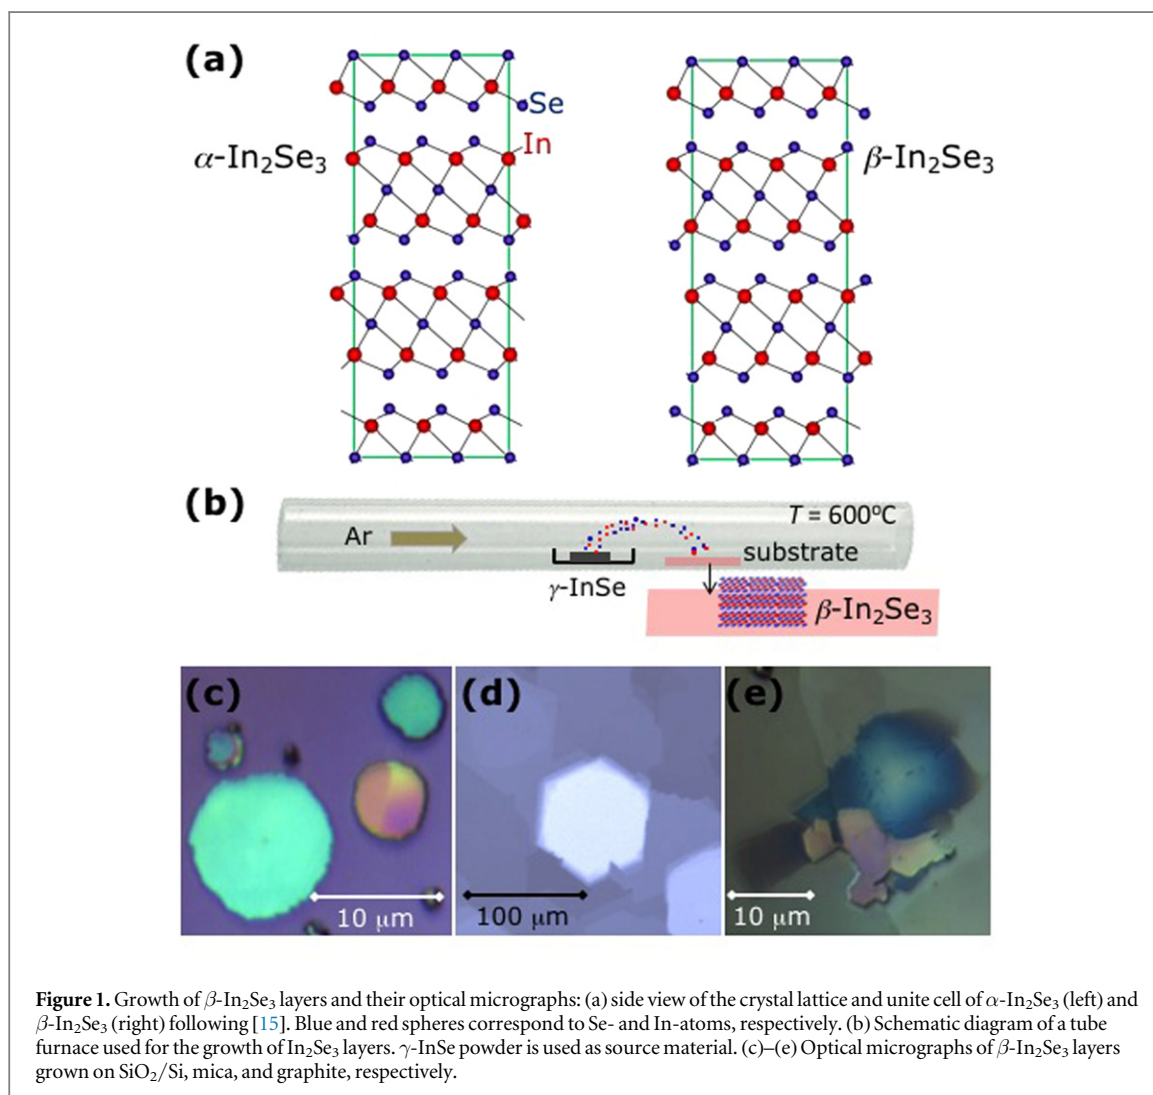 (a)
Se
In
α-In₂Se₃
β-In₂Se₃
(b)
T = 600°C
Ar
substrate
γ-InSe
β-In₂Se₃
(c)
(d)
(e)
10 μm
100 μm
10 μm
Figure 1. Growth of β-In₂Se₃ layers and their optical micrographs: (a) side view of the crystal lattice and unite cell of α-In₂Se₃ (left) and
β-In₂Se₃ (right) following [15]. Blue and red spheres correspond to Se- and In-atoms, respectively. (b) Schematic diagram of a tube
furnace used for the growth of In₂Se₃ layers. γ-InSe powder is used as source material. (c)–(e) Optical micrographs of β-In₂Se₃ layers
grown on SiO₂/Si, mica, and graphite, respectively.